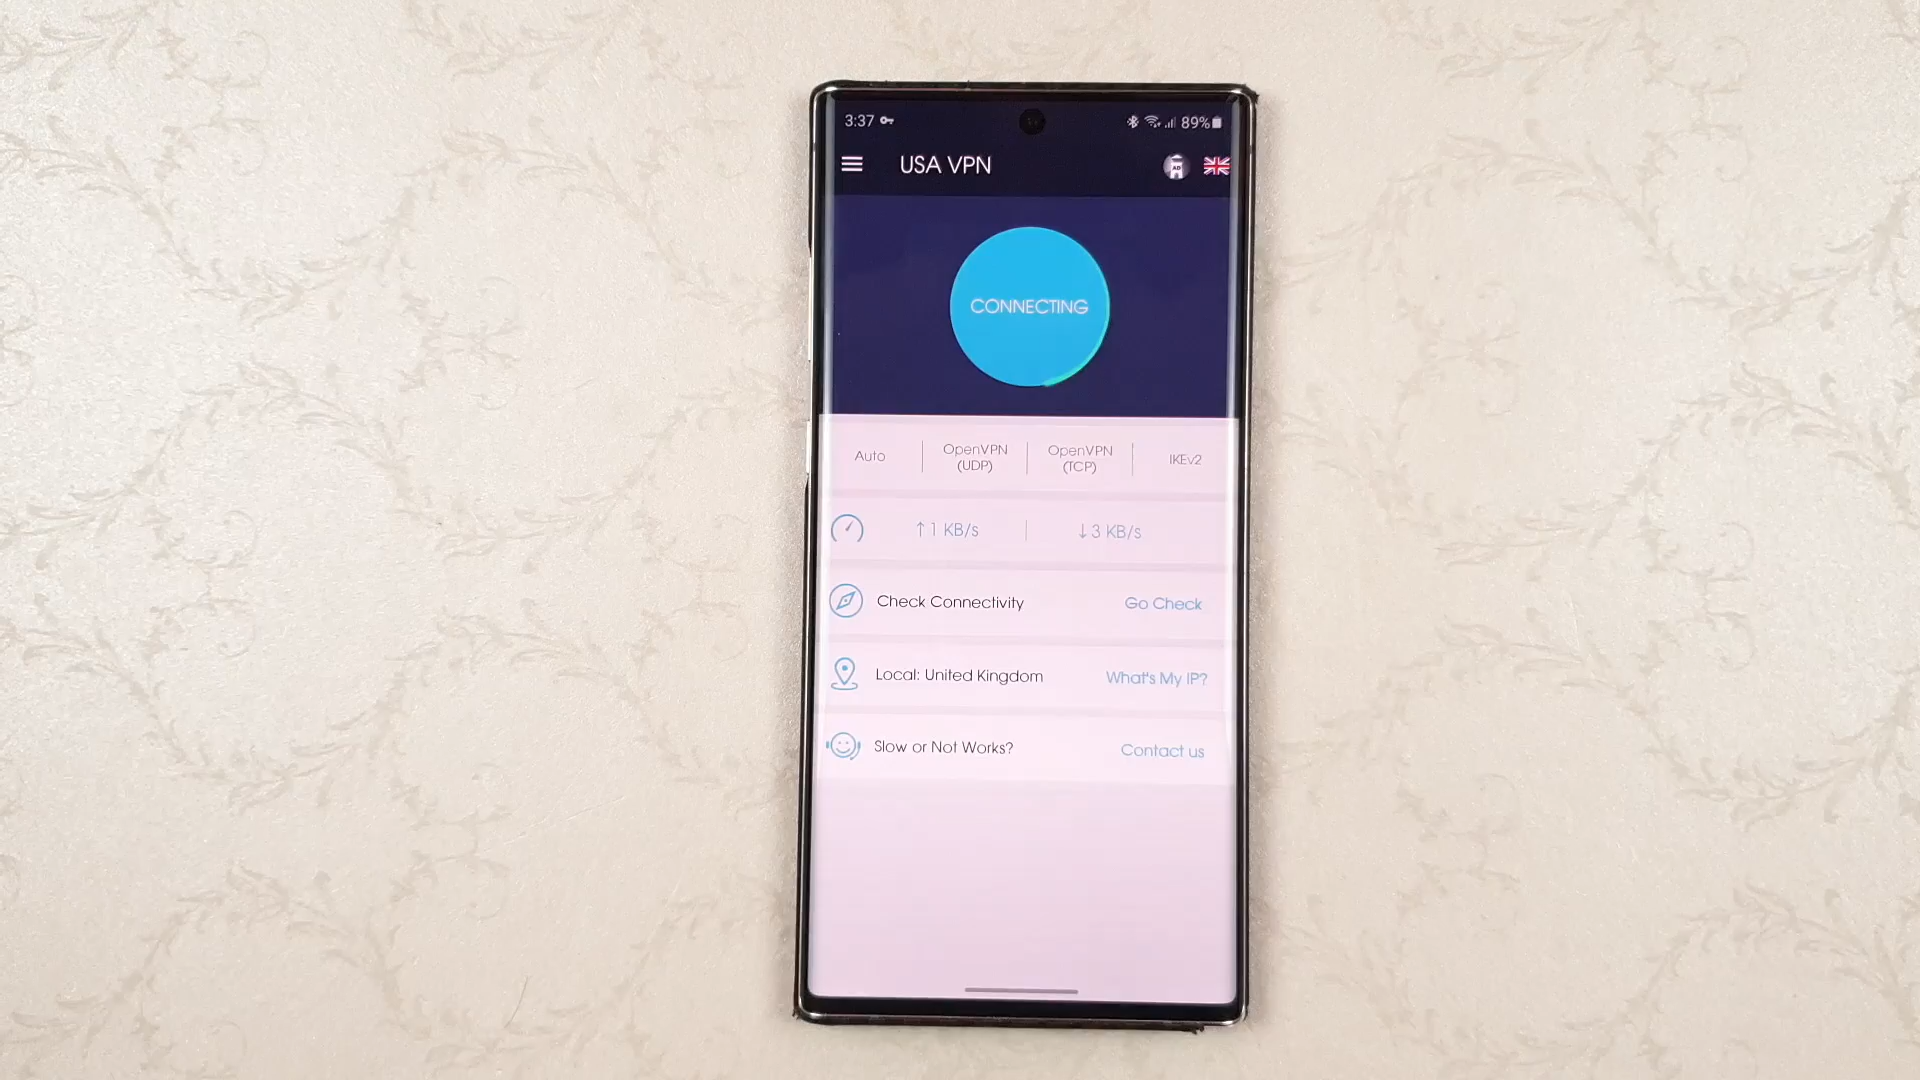 3:37
89%
USA VPN
AD
CONNECTING
Auto
OpenVPN
(UDP)
OpenVPN
(TCP)
IKEv2
↑ 1 KB/s
↓ 3 KB/s
Check Connectivity
Go Check
Local: United Kingdom
What's My IP?
Slow or Not Works?
Contact us